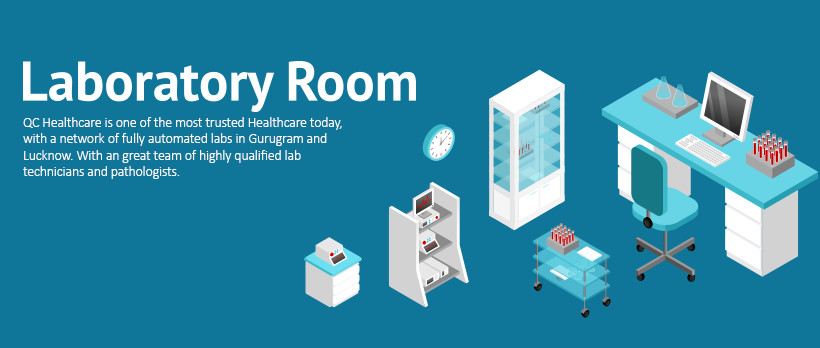 Laboratory Room
QC Healthcare is one of the most trusted Healthcare today,
with a network of fully automated labs in Gurugram and
Lucknow. With an great team of highly qualified lab
technicians and pathologists.